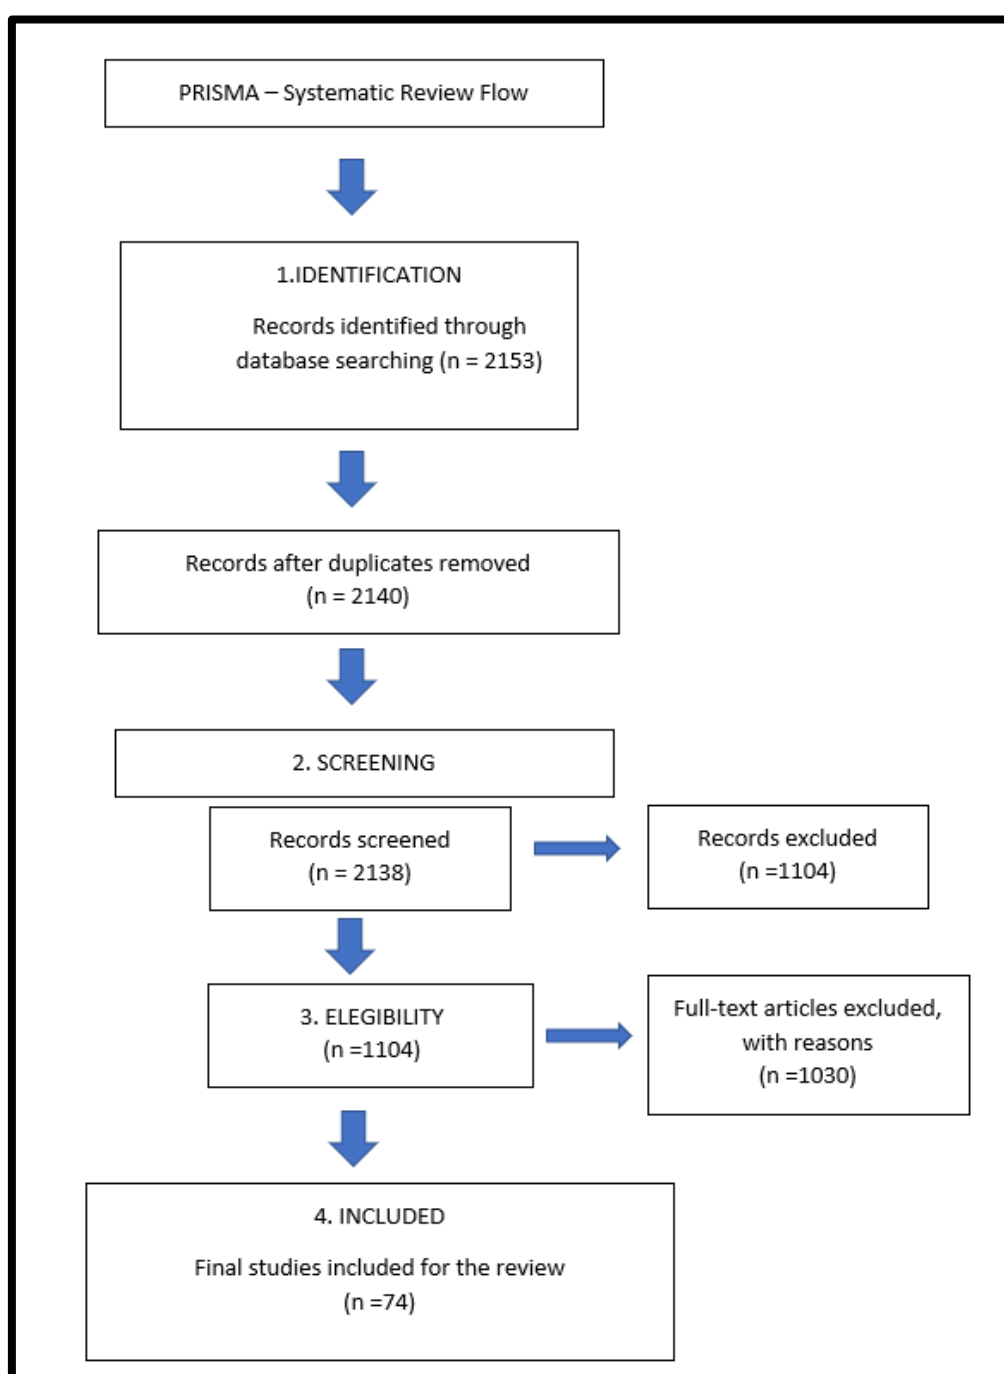 PRISMA – Systematic Review Flow
1.IDENTIFICATION
Records identified through
database searching (n = 2153)
Records after duplicates removed
(n = 2140)
2. SCREENING
Records screened
(n = 2138)
Records excluded
(n =1104)
3. ELEGIBILITY
(n =1104)
Full-text articles excluded,
with reasons
(n =1030)
4. INCLUDED
Final studies included for the review
(n =74)